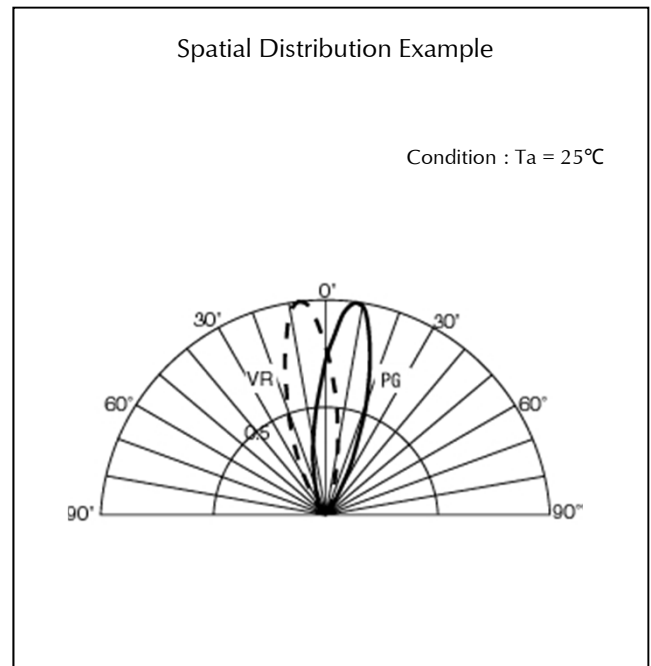 Spatial Distribution Example
Condition : Ta = 25℃
0°
30° 30°
VR PG
60° 60°
0.5
90° 90°